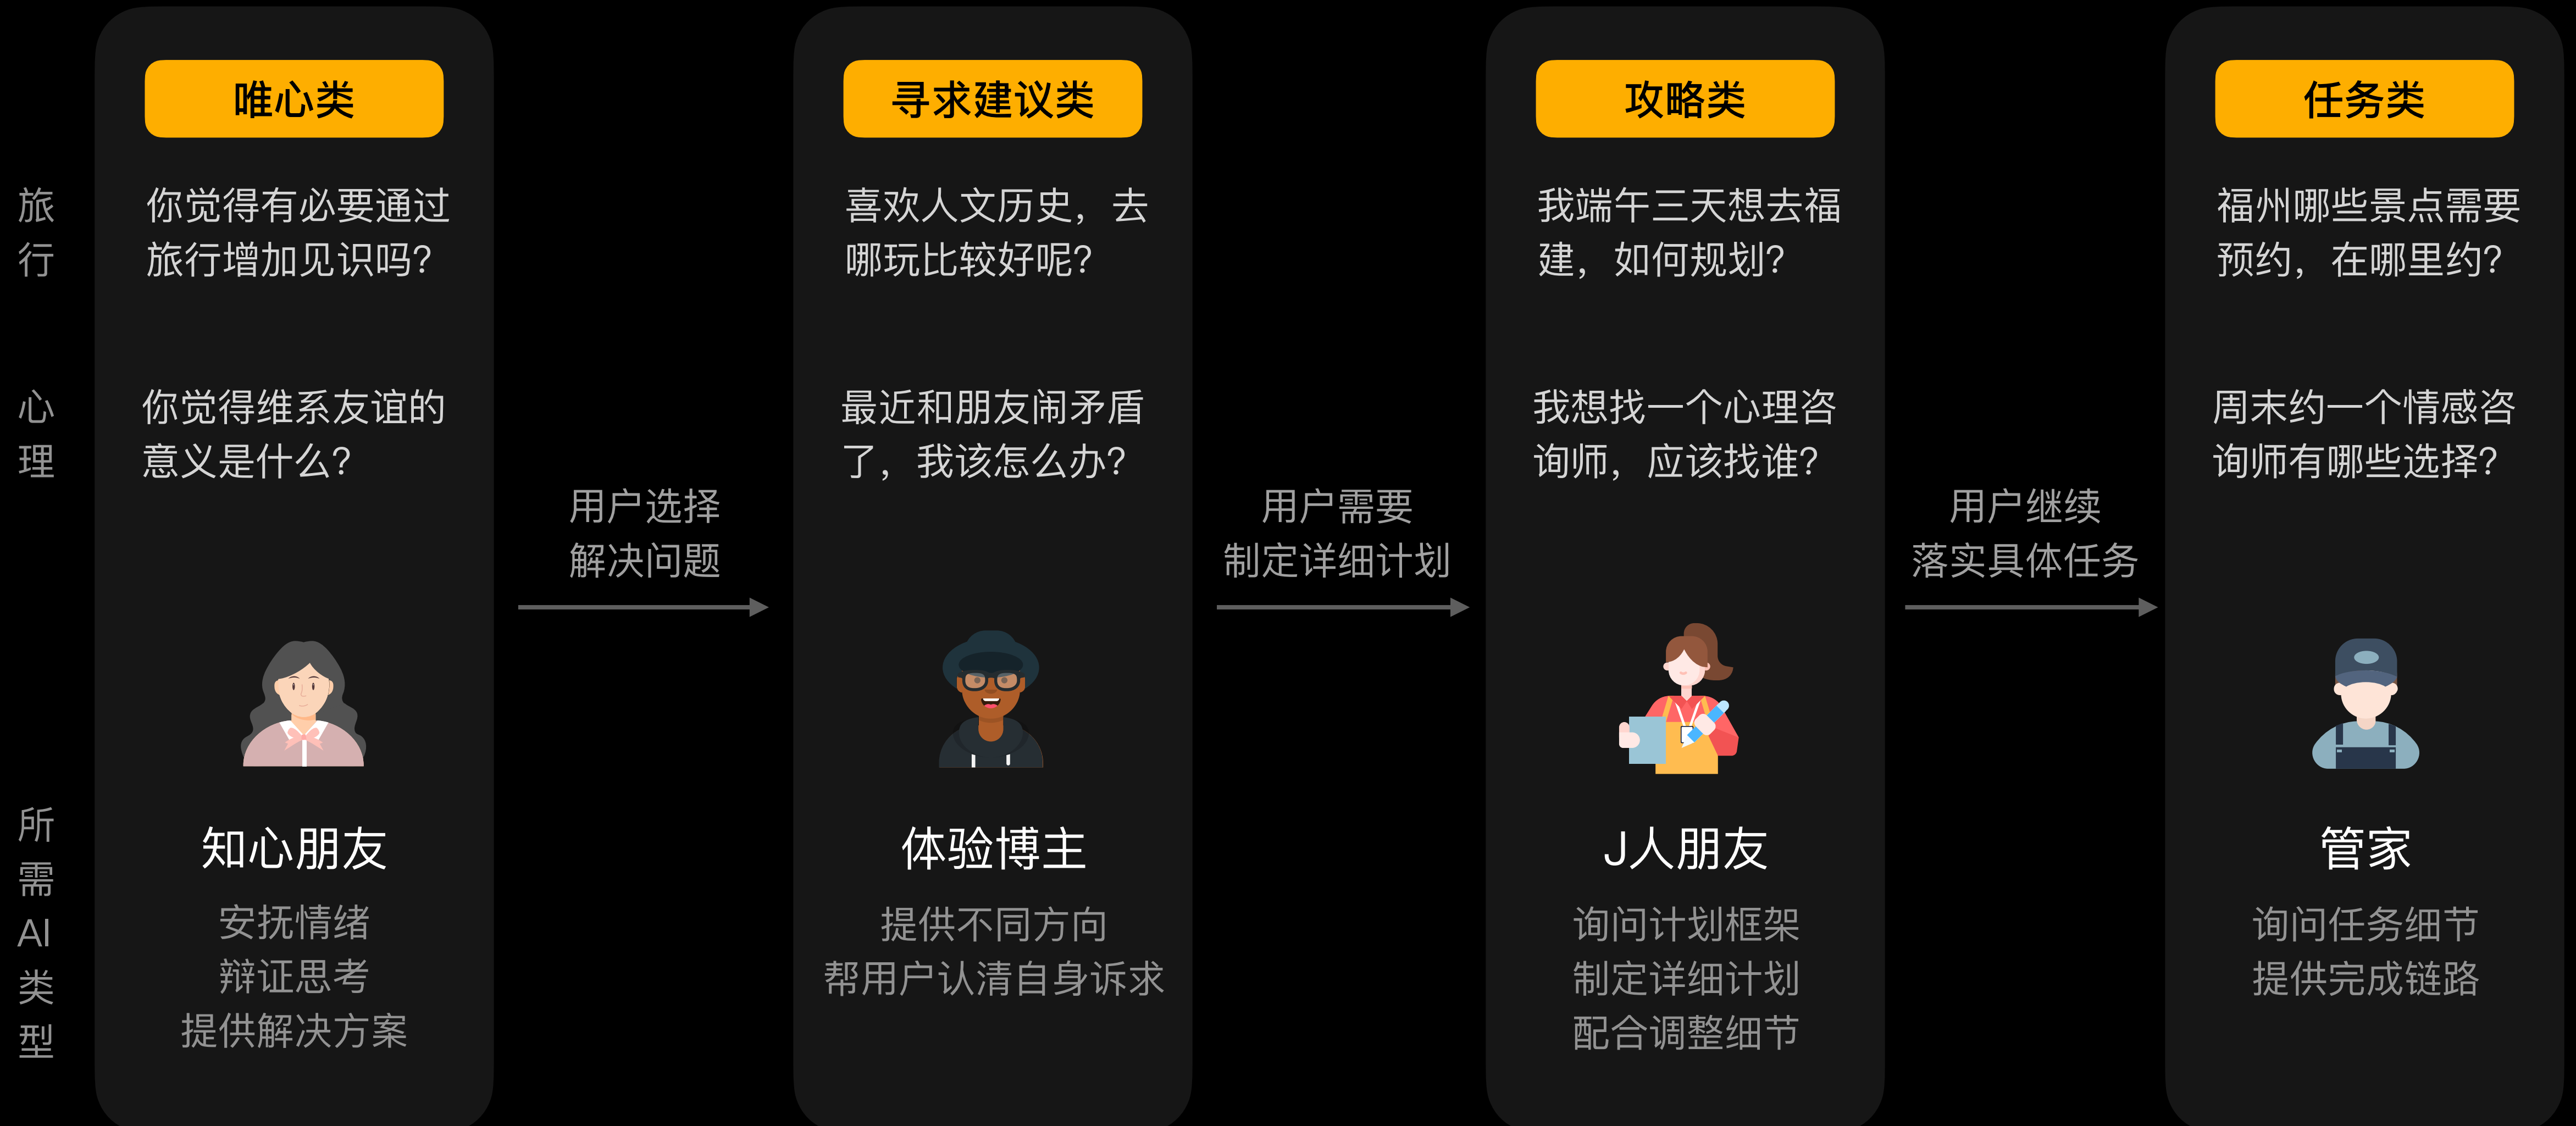 旅
行
心
理
所
需
AI
类
型
唯心类
你觉得有必要通过
旅行增加见识吗？
你觉得维系友谊的
意义是什么？
知心朋友
安抚情绪
辩证思考
提供解决方案
用户选择
解决问题
寻求建议类
喜欢人文历史，去
哪玩比较好呢？
最近和朋友闹矛盾
了，我该怎么办？
体验博主
提供不同方向
帮用户认清自身诉求
用户需要
制定详细计划
攻略类
我端午三天想去福
建，如何规划？
我想找一个心理咨
询师，应该找谁？
J人朋友
询问计划框架
制定详细计划
配合调整细节
用户继续
落实具体任务
任务类
福州哪些景点需要
预约，在哪里约？
周末约一个情感咨
询师有哪些选择？
管家
询问任务细节
提供完成链路